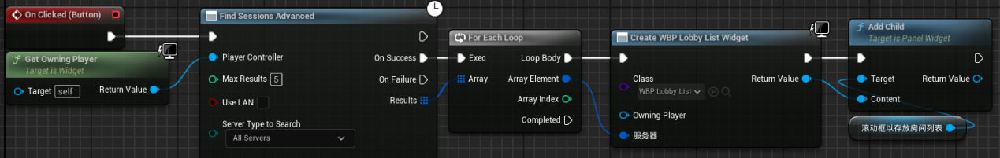 On Clicked (Button)
Get Owning Player
Target is Widget
Target self
Return Value
Find Sessions Advanced
Player Controller
Max Results 5
Use LAN
Server Type to Search
All Servers
On Success
On Failure
Results
For Each Loop
Exec
Array
Loop Body
Array Element
Array Index
Completed
Create WBP Lobby List Widget
Class
WBP Lobby List
Owning Player
服务器
Return Value
Add Child
Target is Panel Widget
Target
Content
Return Value
滚动框以存放房间列表